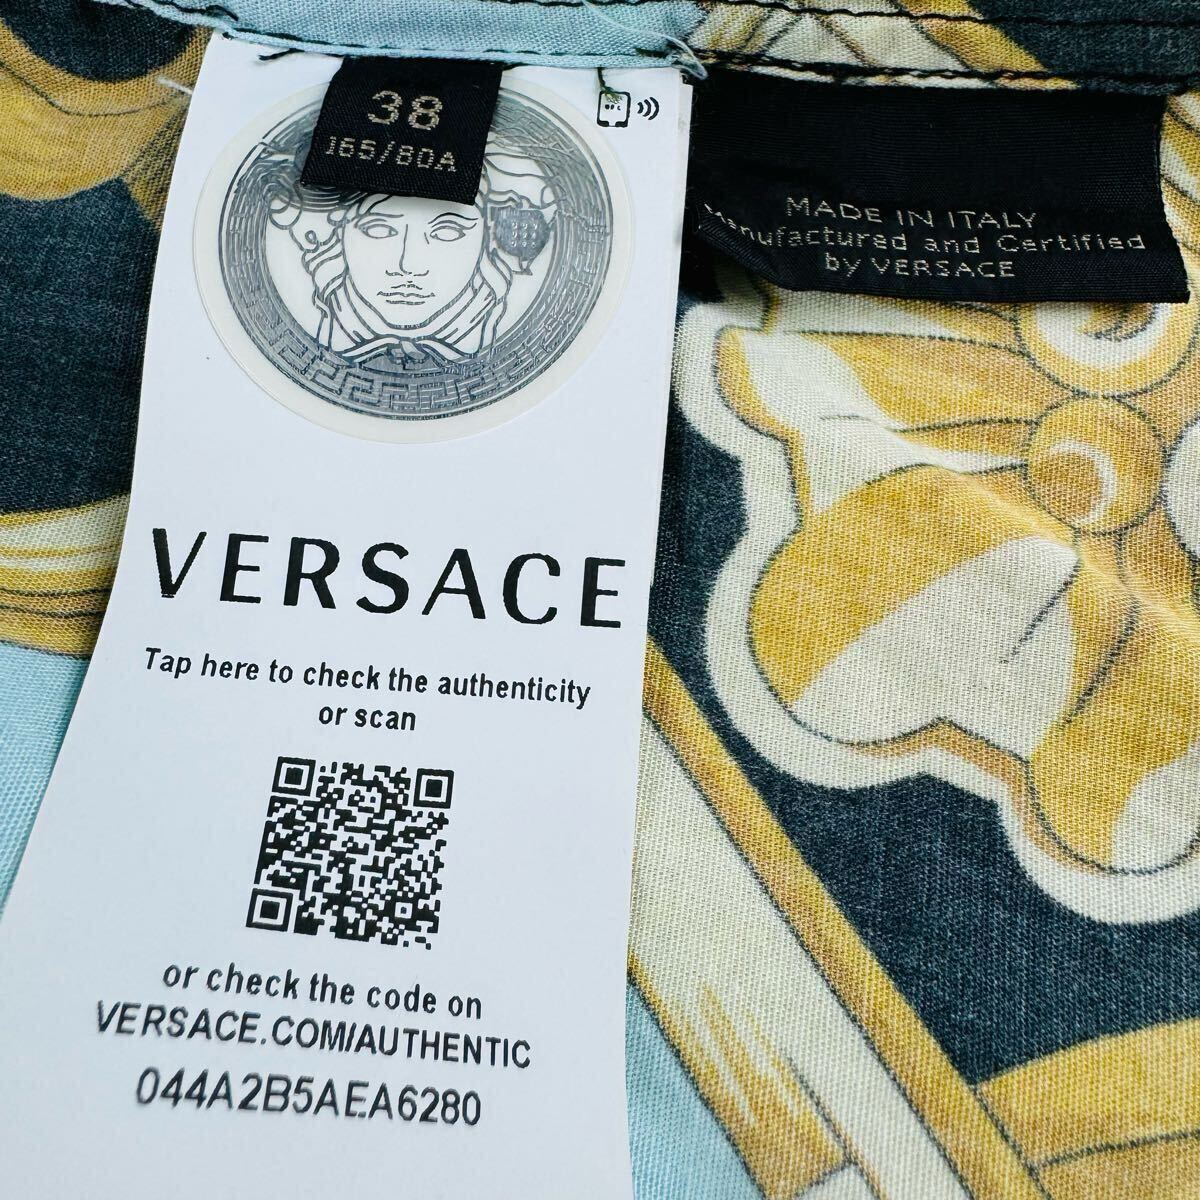 38
165/80A
MADE IN ITALY
Manufactured and Certified
by VERSACE
VERSACE
Tap here to check the authenticity
or scan
or check the code on
VERSACE.COM/AUTHENTIC
044A2B5AEA6280